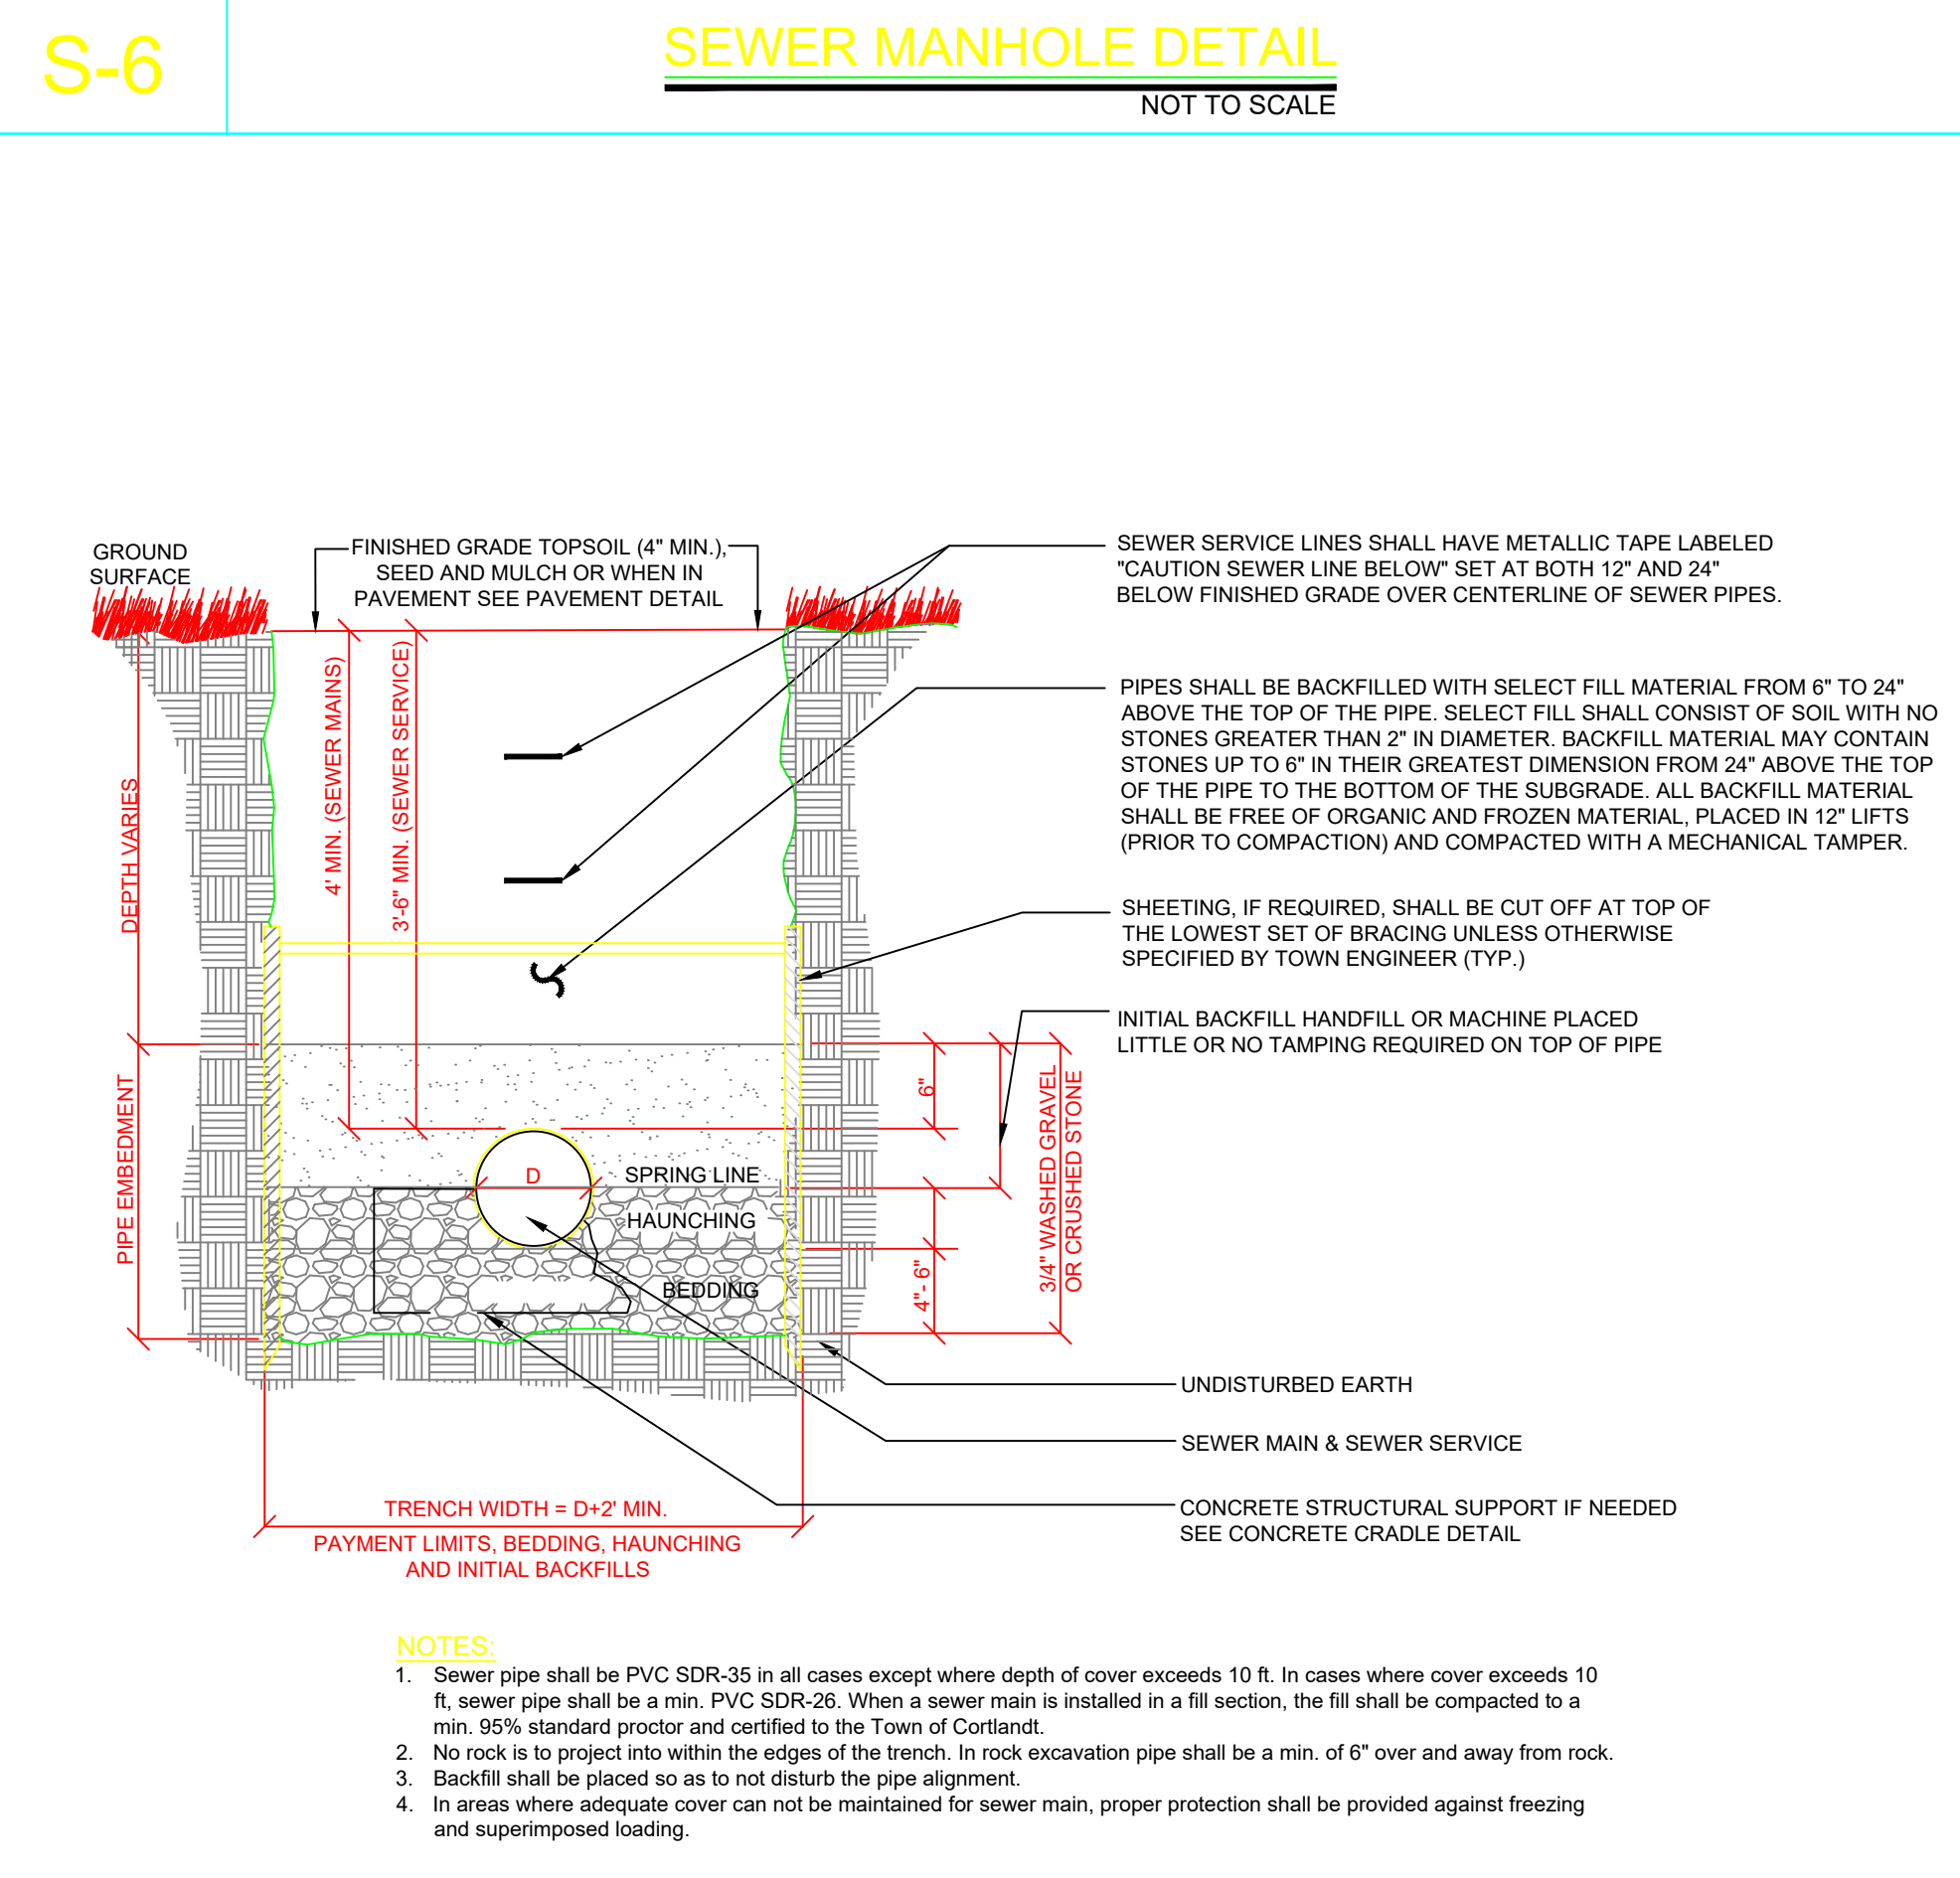 S-6
SEWER MANHOLE DETAIL
NOT TO SCALE
GROUND
SURFACE
FINISHED GRADE TOPSOIL (4" MIN.),
SEED AND MULCH OR WHEN IN
PAVEMENT SEE PAVEMENT DETAIL
SEWER SERVICE LINES SHALL HAVE METALLIC TAPE LABELED
"CAUTION SEWER LINE BELOW" SET AT BOTH 12" AND 24"
BELOW FINISHED GRADE OVER CENTERLINE OF SEWER PIPES.
PIPES SHALL BE BACKFILLED WITH SELECT FILL MATERIAL FROM 6" TO 24"
ABOVE THE TOP OF THE PIPE. SELECT FILL SHALL CONSIST OF SOIL WITH NO
STONES GREATER THAN 2" IN DIAMETER. BACKFILL MATERIAL MAY CONTAIN
STONES UP TO 6" IN THEIR GREATEST DIMENSION FROM 24" ABOVE THE TOP
OF THE PIPE TO THE BOTTOM OF THE SUBGRADE. ALL BACKFILL MATERIAL
SHALL BE FREE OF ORGANIC AND FROZEN MATERIAL, PLACED IN 12" LIFTS
(PRIOR TO COMPACTION) AND COMPACTED WITH A MECHANICAL TAMPER.
DEPTH VARIES
4' MIN. (SEWER MAINS)
3'-6" MIN. (SEWER SERVICE)
SHEETING, IF REQUIRED, SHALL BE CUT OFF AT TOP OF
THE LOWEST SET OF BRACING UNLESS OTHERWISE
SPECIFIED BY TOWN ENGINEER (TYP.)
INITIAL BACKFILL HANDFILL OR MACHINE PLACED
LITTLE OR NO TAMPING REQUIRED ON TOP OF PIPE
PIPE EMBEDMENT
6"
3/4" WASHED GRAVEL
OR CRUSHED STONE
D
SPRING LINE
HAUNCHING
BEDDING
4"- 6"
UNDISTURBED EARTH
SEWER MAIN & SEWER SERVICE
CONCRETE STRUCTURAL SUPPORT IF NEEDED
SEE CONCRETE CRADLE DETAIL
TRENCH WIDTH = D+2' MIN.
PAYMENT LIMITS, BEDDING, HAUNCHING
AND INITIAL BACKFILLS
NOTES:
1. Sewer pipe shall be PVC SDR-35 in all cases except where depth of cover exceeds 10 ft. In cases where cover exceeds 10
ft, sewer pipe shall be a min. PVC SDR-26. When a sewer main is installed in a fill section, the fill shall be compacted to a
min. 95% standard proctor and certified to the Town of Cortlandt.
2. No rock is to project into within the edges of the trench. In rock excavation pipe shall be a min. of 6" over and away from rock.
3. Backfill shall be placed so as to not disturb the pipe alignment.
4. In areas where adequate cover can not be maintained for sewer main, proper protection shall be provided against freezing
and superimposed loading.